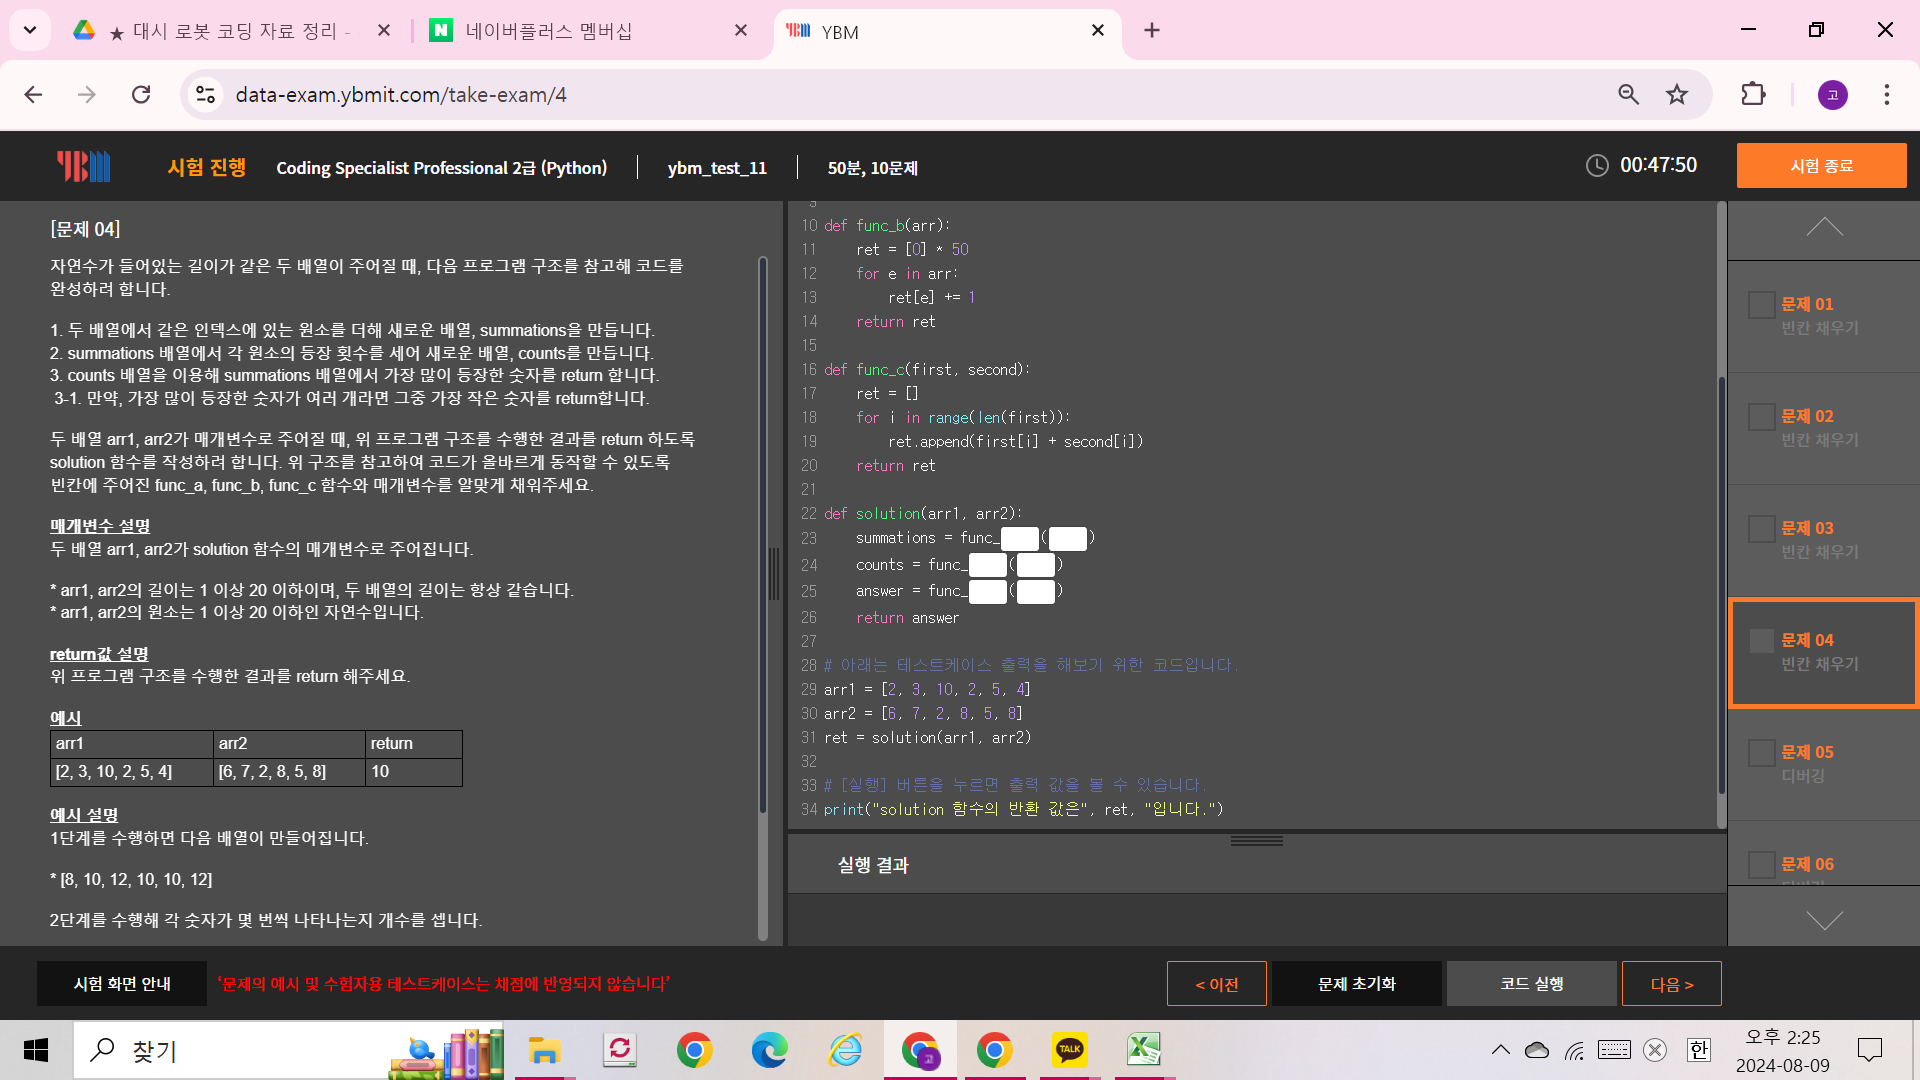 ★ 대시 로봇 코딩 자료 정리 -
네이버플러스 멤버십
YBM
data-exam.ybmit.com/take-exam/4
고
YBM
시험 진행
Coding Specialist Professional 2급 (Python)
ybm_test_11
50분, 10문제
00:47:50
시험 종료
[문제 04]
자연수가 들어있는 길이가 같은 두 배열이 주어질 때, 다음 프로그램 구조를 참고해 코드를
완성하려 합니다.
1. 두 배열에서 같은 인덱스에 있는 원소를 더해 새로운 배열, summations을 만듭니다.
2. summations 배열에서 각 원소의 등장 횟수를 세어 새로운 배열, counts를 만듭니다.
3. counts 배열을 이용해 summations 배열에서 가장 많이 등장한 숫자를 return 합니다.
3-1. 만약, 가장 많이 등장한 숫자가 여러 개라면 그중 가장 작은 숫자를 return합니다.
두 배열 arr1, arr2가 매개변수로 주어질 때, 위 프로그램 구조를 수행한 결과를 return 하도록
solution 함수를 작성하려 합니다. 위 구조를 참고하여 코드가 올바르게 동작할 수 있도록
빈칸에 주어진 func_a, func_b, func_c 함수와 매개변수를 알맞게 채워주세요.
매개변수 설명
두 배열 arr1, arr2가 solution 함수의 매개변수로 주어집니다.
* arr1, arr2의 길이는 1 이상 20 이하이며, 두 배열의 길이는 항상 같습니다.
* arr1, arr2의 원소는 1 이상 20 이하인 자연수입니다.
return값 설명
위 프로그램 구조를 수행한 결과를 return 해주세요.
예시
arr1 arr2 return
[2, 3, 10, 2, 5, 4] [6, 7, 2, 8, 5, 8] 10
예시 설명
1단계를 수행하면 다음 배열이 만들어집니다.
* [8, 10, 12, 10, 10, 12]
2단계를 수행해 각 숫자가 몇 번씩 나타나는지 개수를 셉니다.
9
10 def func_b(arr):
11 ret = [0] * 50
12 for e in arr:
13 ret[e] += 1
14 return ret
15
16 def func_c(first, second):
17 ret = []
18 for i in range(len(first)):
19 ret.append(first[i] + second[i])
20 return ret
21
22 def solution(arr1, arr2):
23 summations = func_ ( )
24 counts = func_ ( )
25 answer = func_ ( )
26 return answer
27
28 # 아래는 테스트케이스 출력을 해보기 위한 코드입니다.
29 arr1 = [2, 3, 10, 2, 5, 4]
30 arr2 = [6, 7, 2, 8, 5, 8]
31 ret = solution(arr1, arr2)
32
33 # [실행] 버튼을 누르면 출력 값을 볼 수 있습니다.
34 print("solution 함수의 반환 값은", ret, "입니다.")
실행 결과
문제 01
빈칸 채우기
문제 02
빈칸 채우기
문제 03
빈칸 채우기
문제 04
빈칸 채우기
문제 05
디버깅
문제 06
시험 화면 안내
‘문제의 예시 및 수험자용 테스트케이스는 채점에 반영되지 않습니다’
< 이전
문제 초기화
코드 실행
다음 >
찾기
고
TALK
한
오후 2:25
2024-08-09